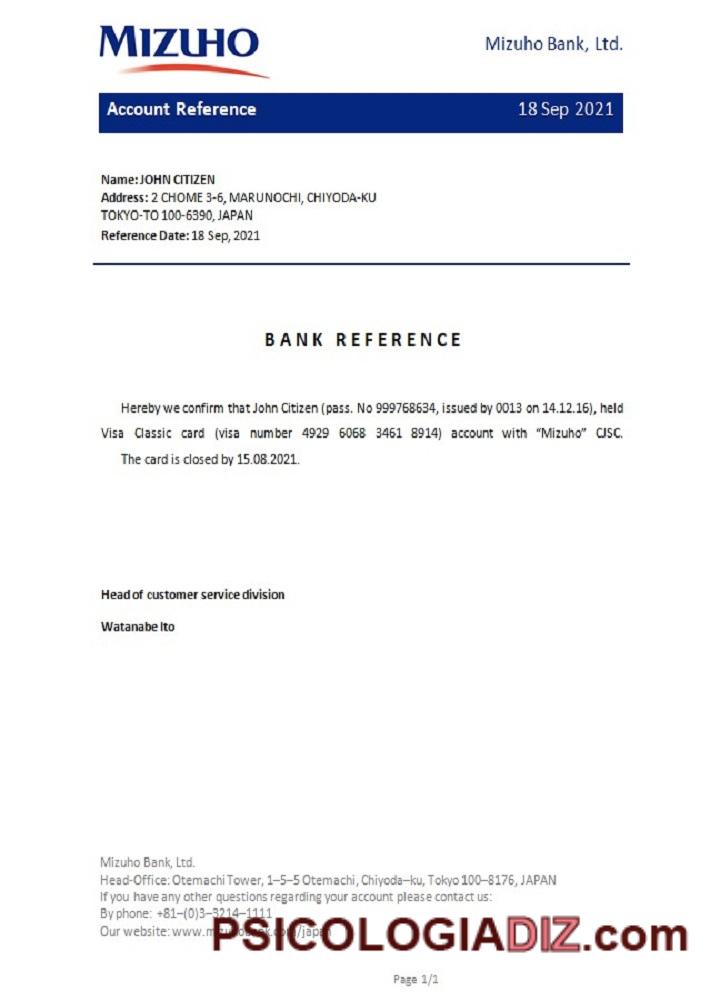 MIZUHO
Mizuho Bank, Ltd.
Account Reference 18 Sep 2021
Name: JOHN CITIZEN
Address: 2 CHOME 3-6, MARUNOCHI, CHIYODA-KU
TOKYO-TO 100-6390, JAPAN
Reference Date: 18 Sep, 2021
BANK REFERENCE
Hereby we confirm that John Citizen (pass. No 999768634, issued by 0013 on 14.12.16), held
Visa Classic card (visa number 4929 6068 3461 8914) account with “Mizuho” CJSC.
The card is closed by 15.08.2021.
Head of customer service division
Watanabe Ito
Mizuho Bank, Ltd.
Head-Office: Otemachi Tower, 1–5–5 Otemachi, Chiyoda–ku, Tokyo 100–8176, JAPAN
If you have any other questions regarding your account please contact us:
By phone: +81–(0)3–3214–1111
Our website:
PSICOLOGIADIZ.com
Page 1/1